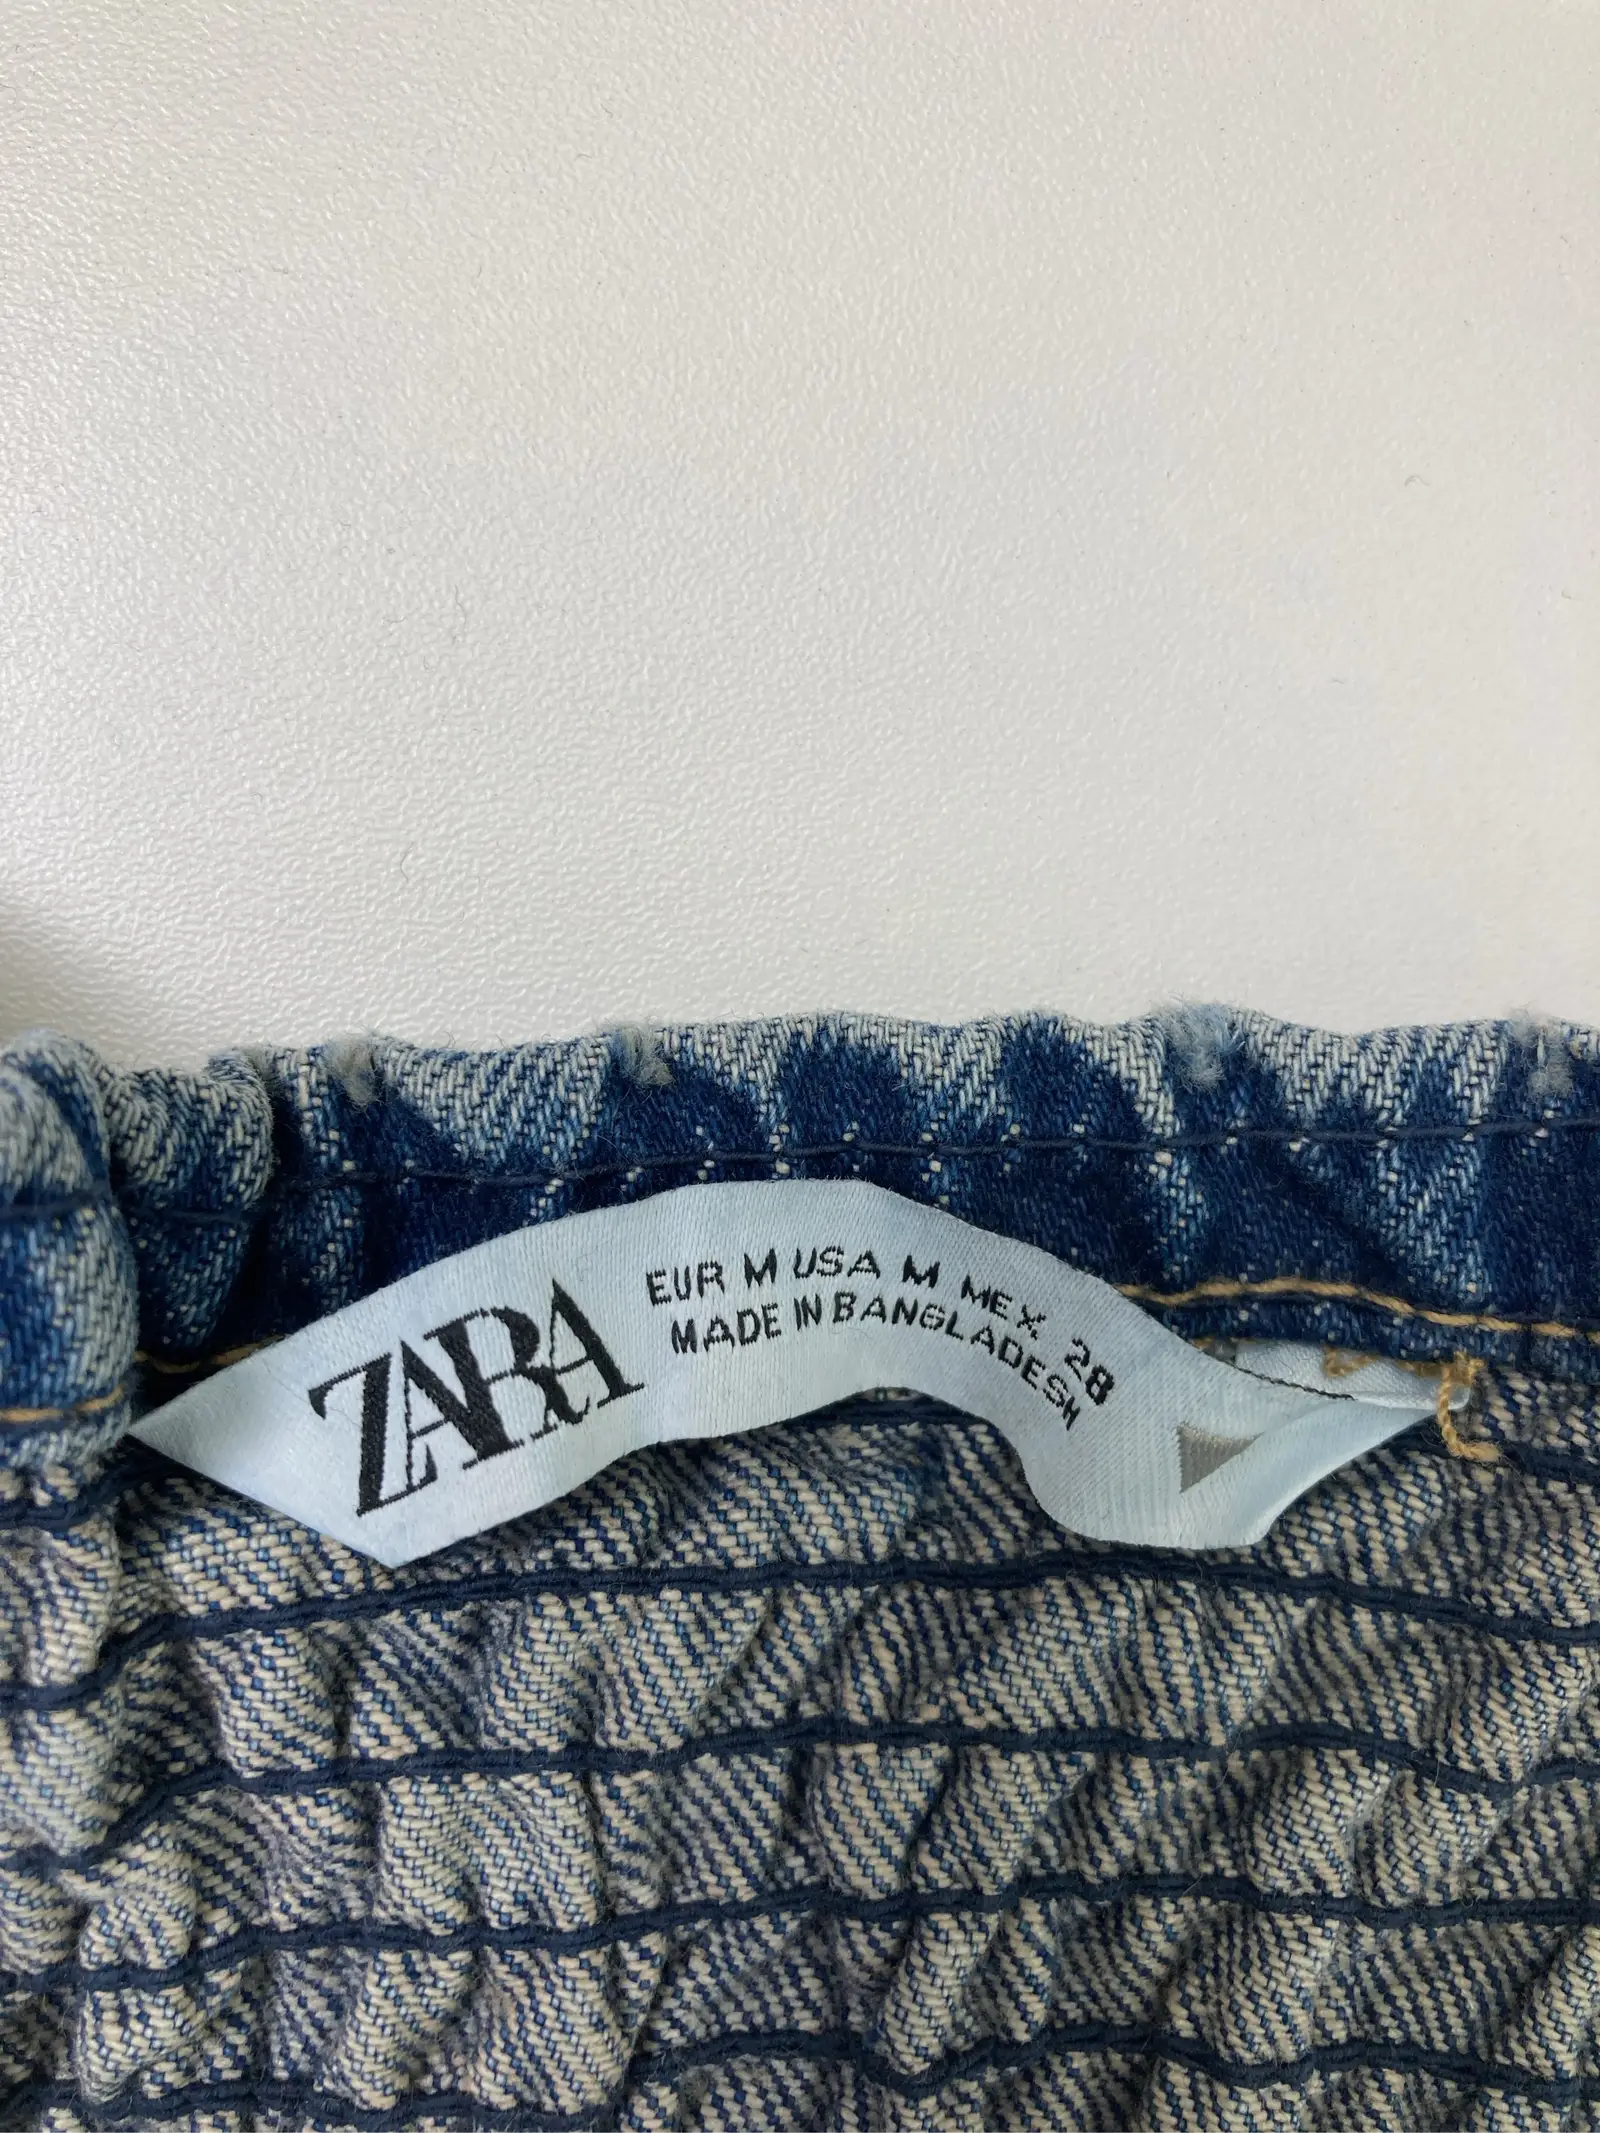 ZARA
EUR M USA M MEX 28
MADE IN BANGLADESH